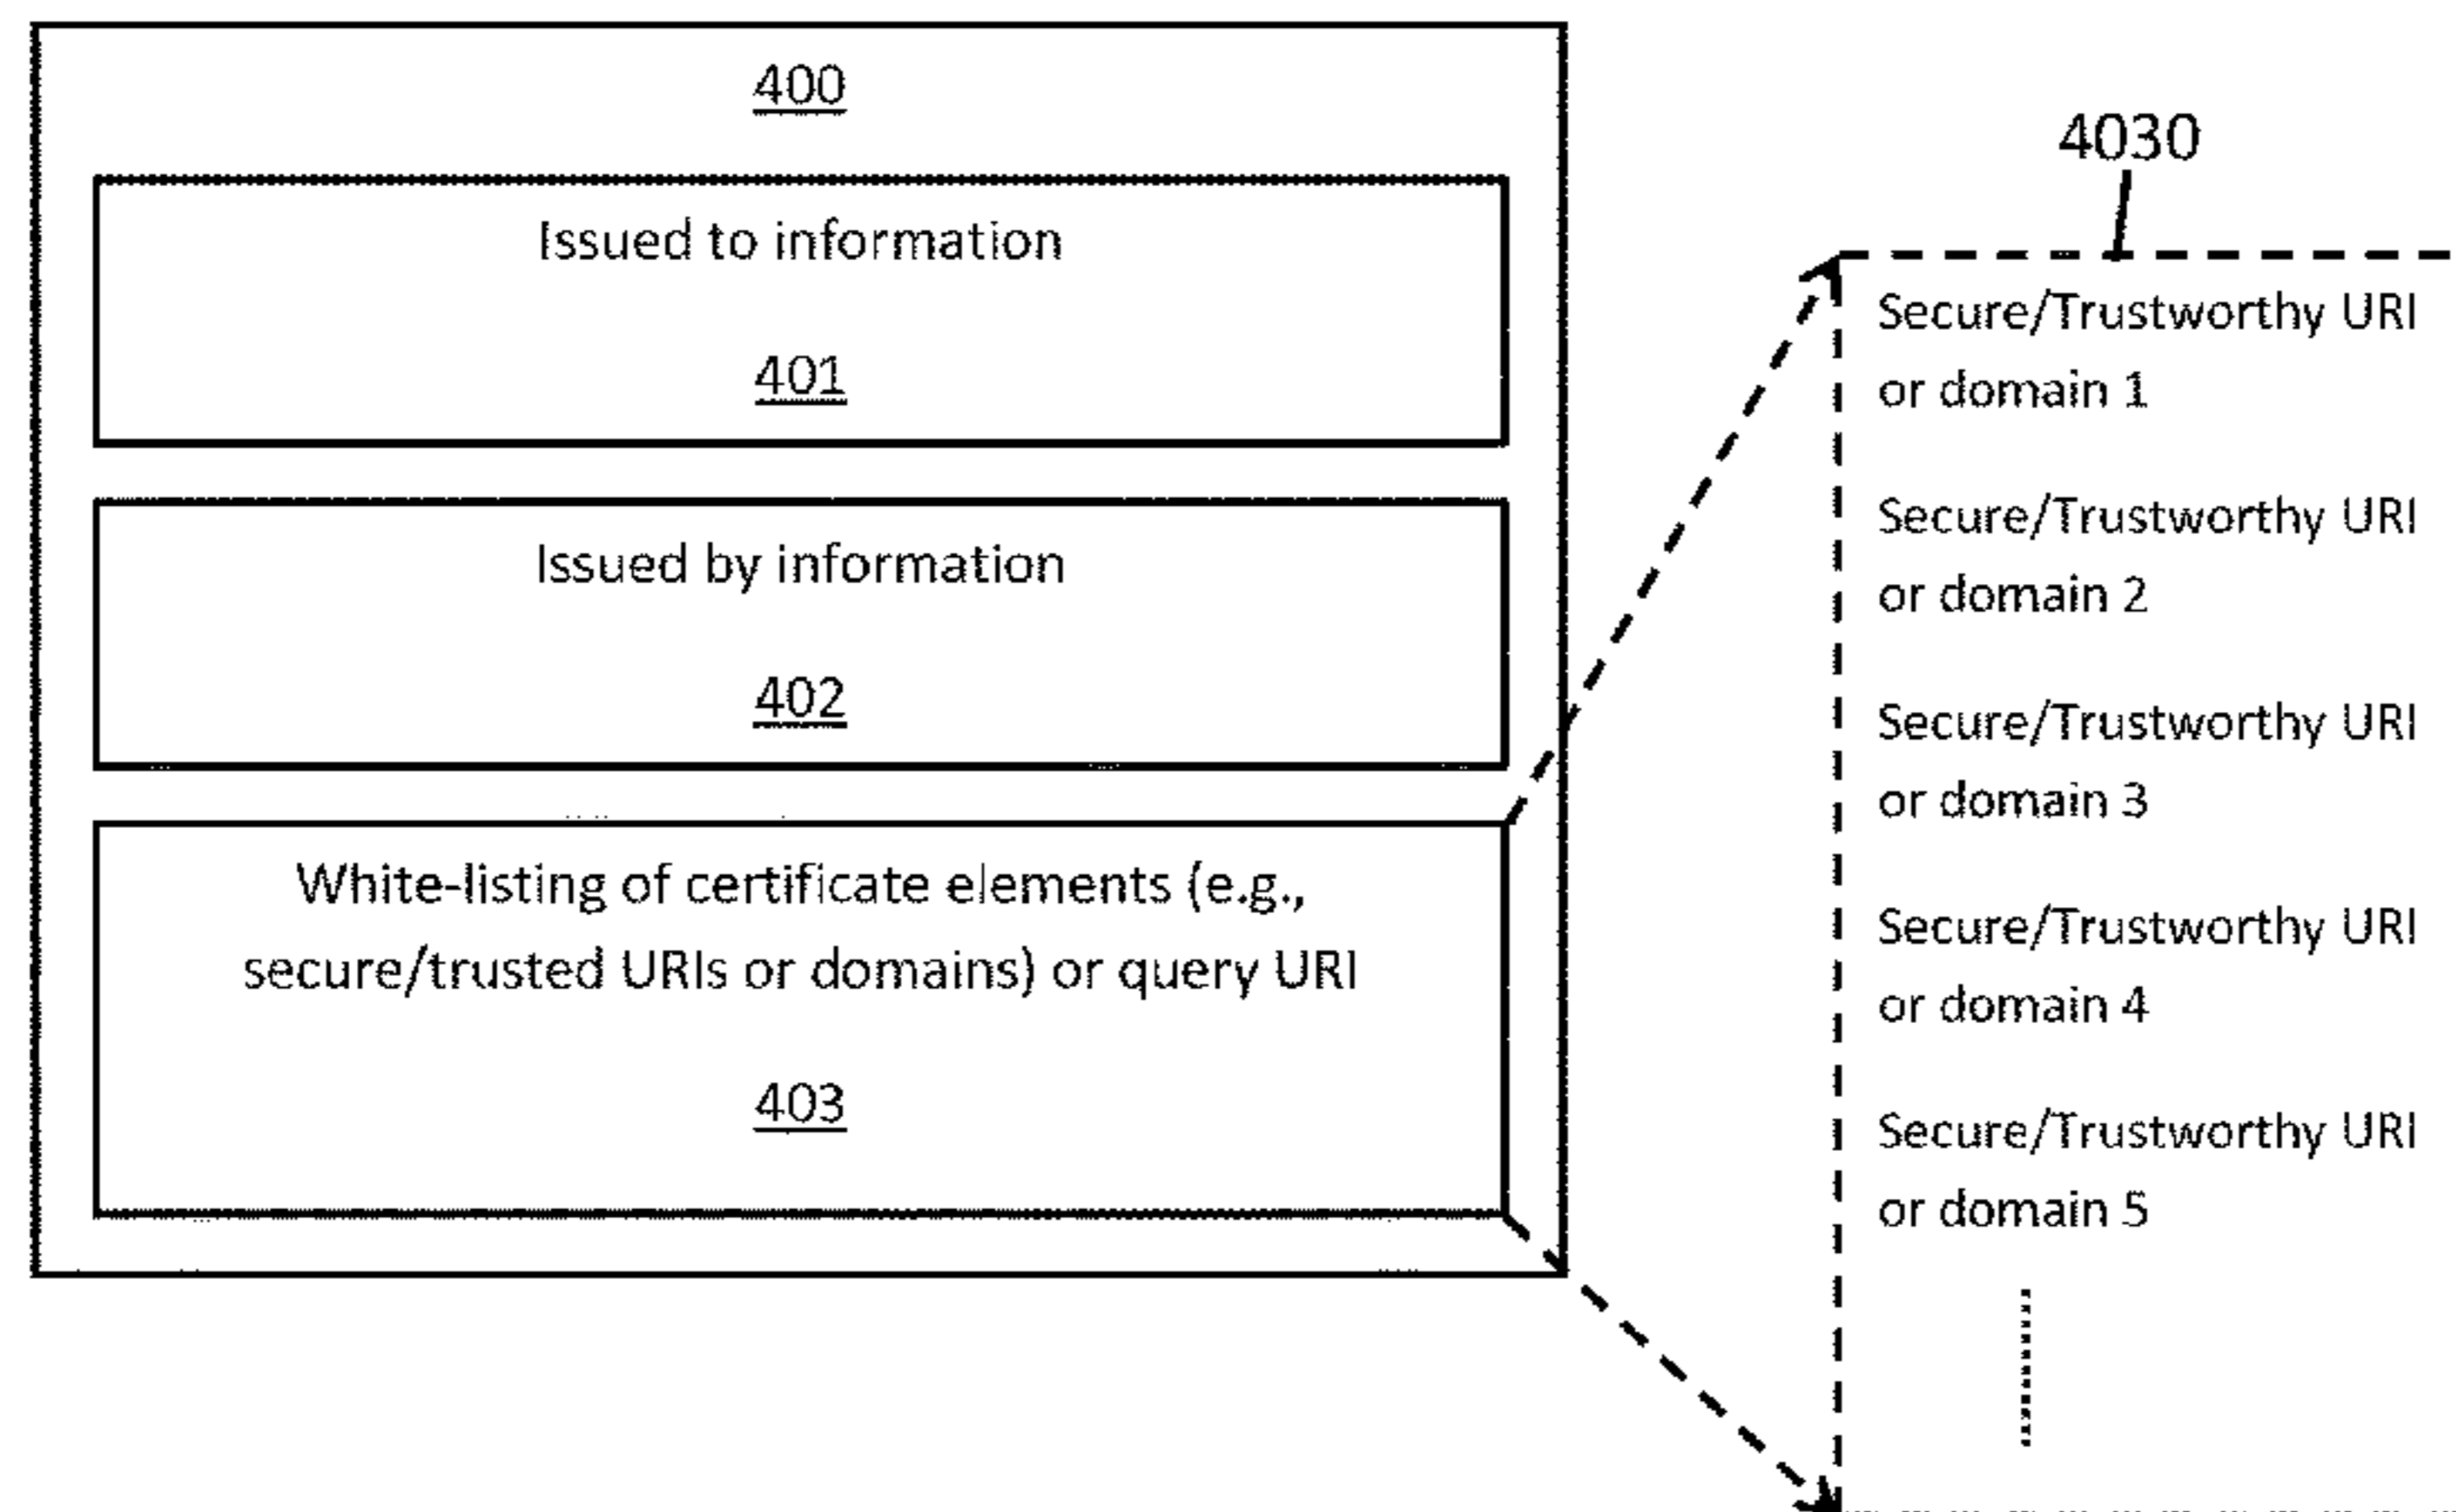 400
Issued to information
401
Issued by information
402
White-listing of certificate elements (e.g.,
secure/trusted URIs or domains) or query URI
403
4030
Secure/Trustworthy URI
or domain 1
Secure/Trustworthy URI
or domain 2
Secure/Trustworthy URI
or domain 3
Secure/Trustworthy URI
or domain 4
Secure/Trustworthy URI
or domain 5